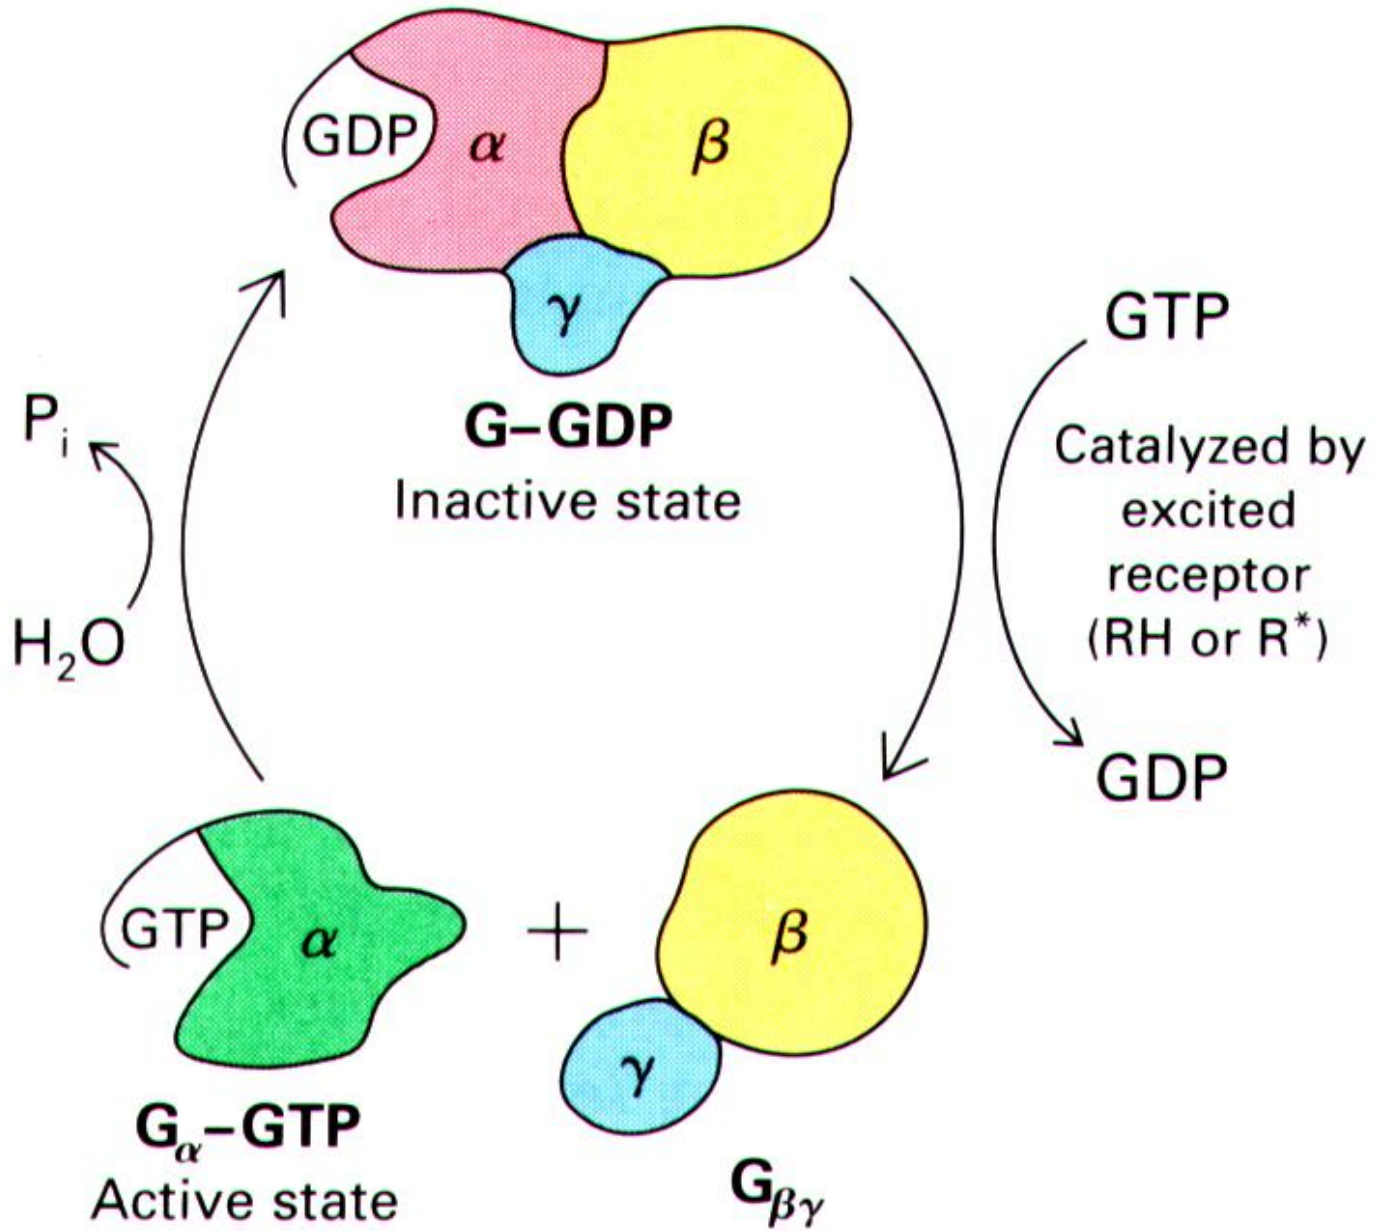 GDP
α
β
γ
G–GDP
Inactive state
GTP
Catalyzed by
excited
receptor
(RH or R*)
GDP
Pᵢ
H₂O
GTP
α
+
β
γ
Gα–GTP
Active state
Gβγ